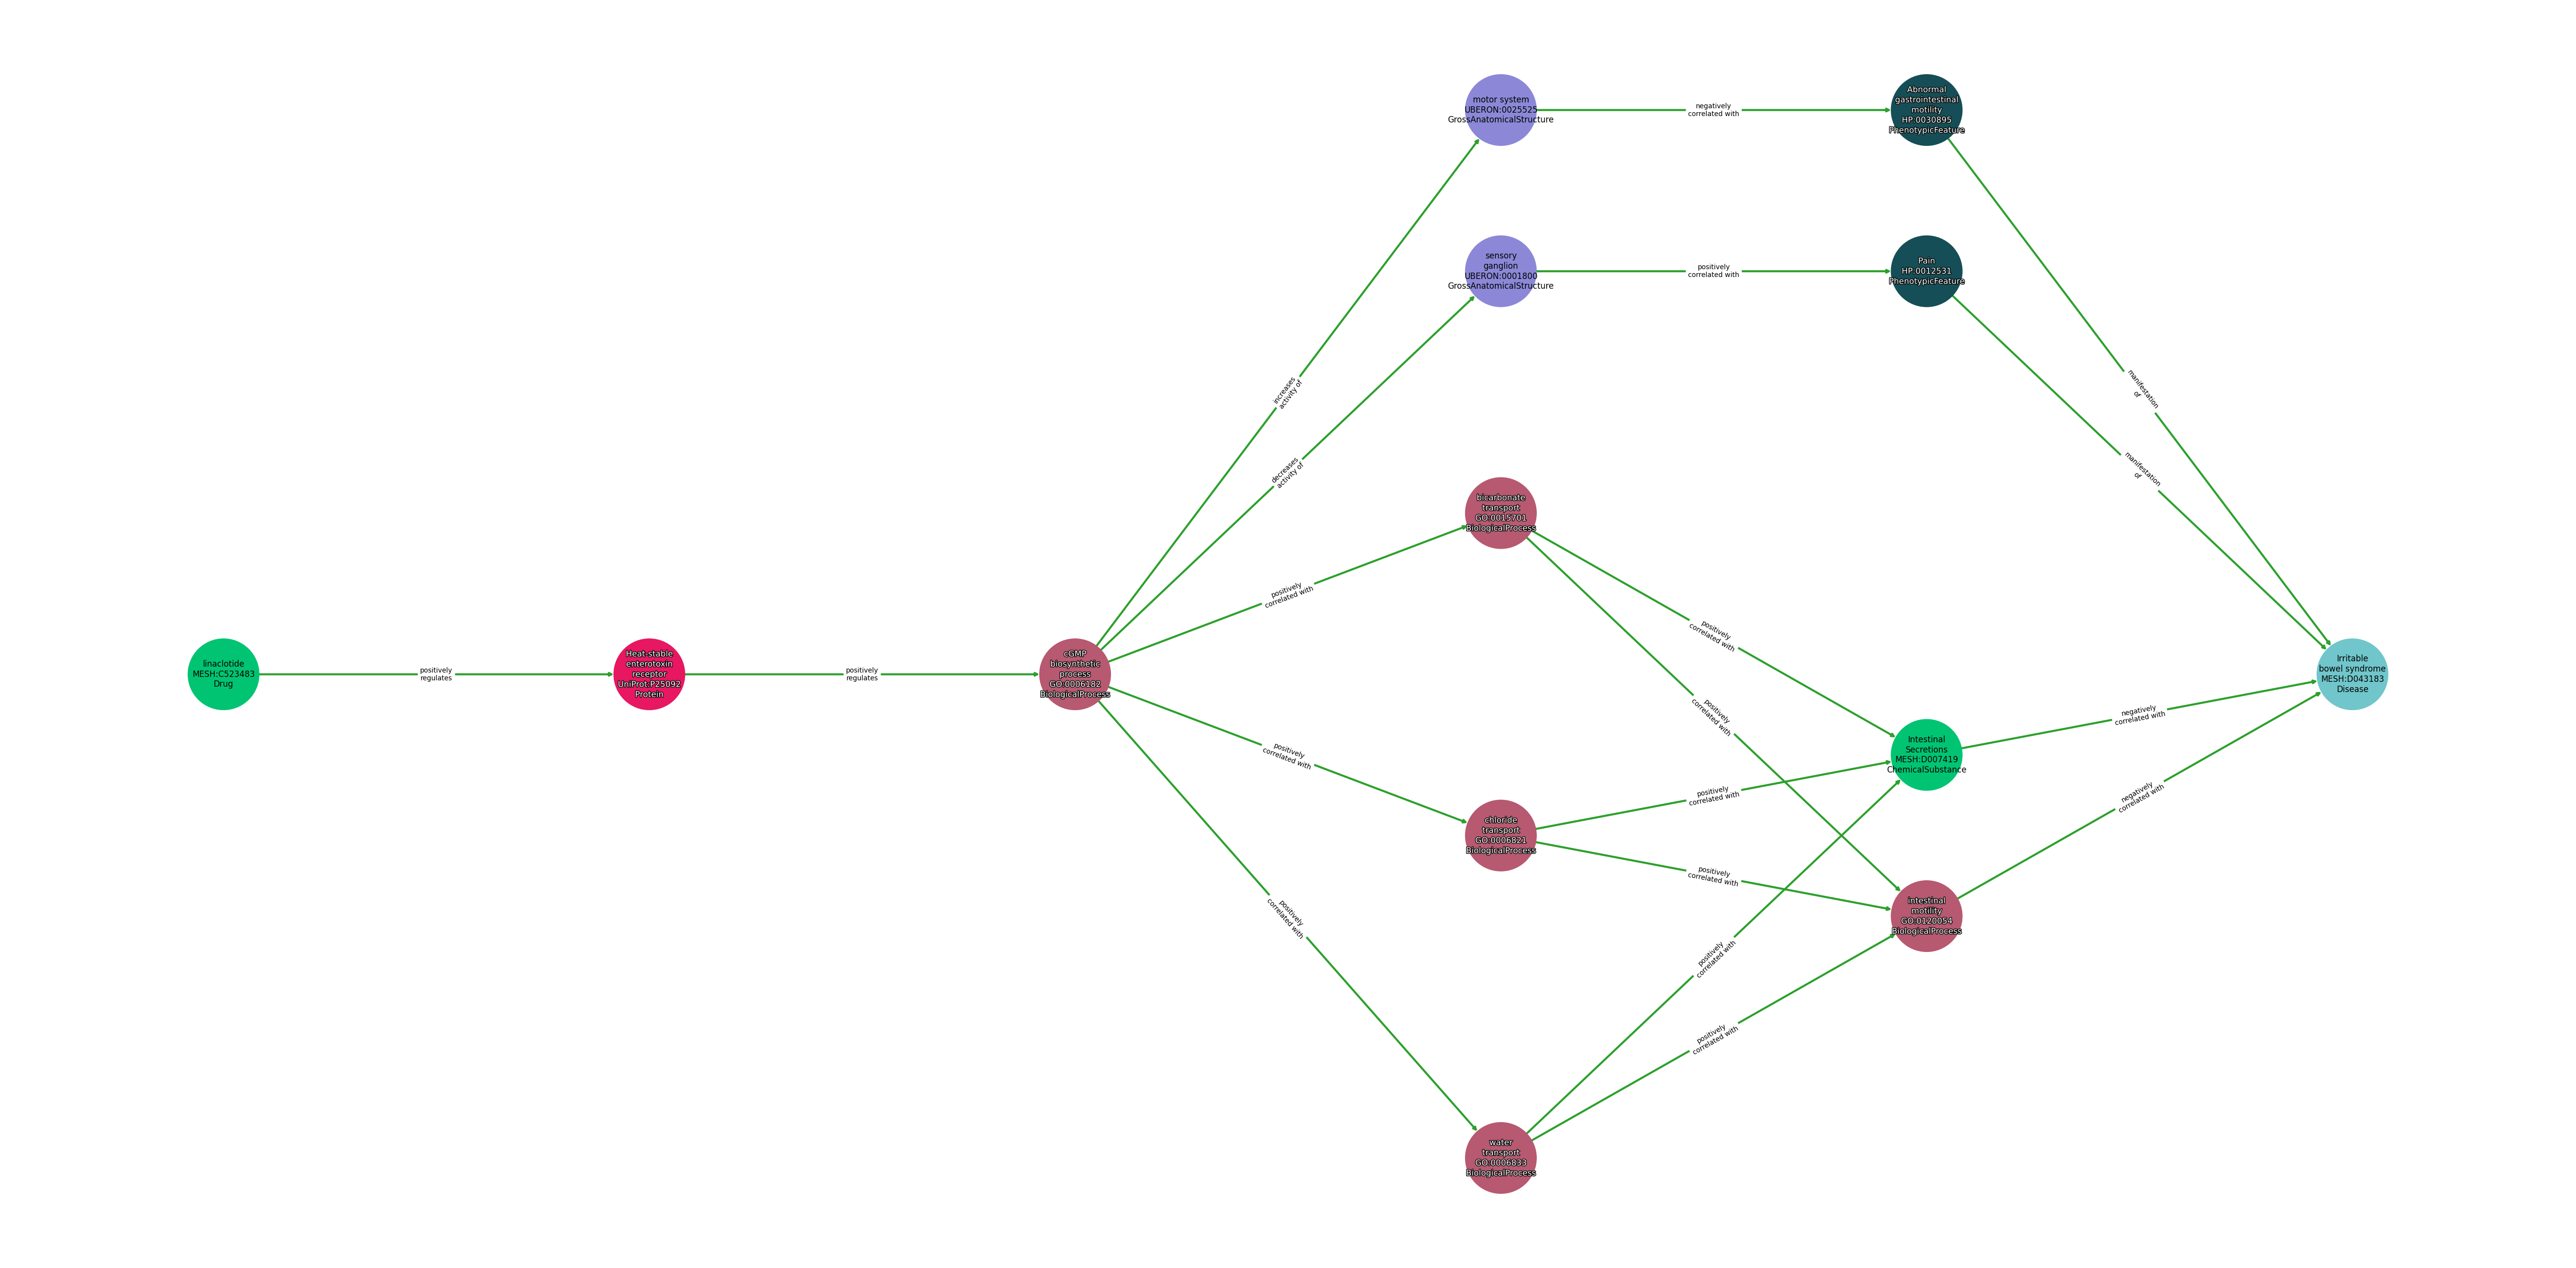 motor system
UBERON:0025525
GrossAnatomicalStructure
negatively
correlated with
Abnormal
gastrointestinal
motility
HP:0030895
PhenotypicFeature
sensory
ganglion
UBERON:0001800
GrossAnatomicalStructure
positively
correlated with
Pain
HP:0012531
PhenotypicFeature
increases
activity of
manifestation
of
decreases
activity of
manifestation
of
bicarbonate
transport
GO:0015701
BiologicalProcess
positively
correlated with
positively
correlated with
linaclotide
MESH:C523483
Drug
positively
regulates
Heat-stable
enterotoxin
receptor
UniProt:P25092
Protein
positively
regulates
cGMP
biosynthetic
process
GO:0006182
BiologicalProcess
Irritable
bowel syndrome
MESH:D043183
Disease
positively
correlated with
negatively
correlated with
positively
correlated with
Intestinal
Secretions
MESH:D007419
ChemicalSubstance
positively
correlated with
negatively
correlated with
chloride
transport
GO:0006821
BiologicalProcess
positively
correlated with
positively
correlated with
intestinal
motility
GO:0120054
BiologicalProcess
positively
correlated with
positively
correlated with
water
transport
GO:0006833
BiologicalProcess